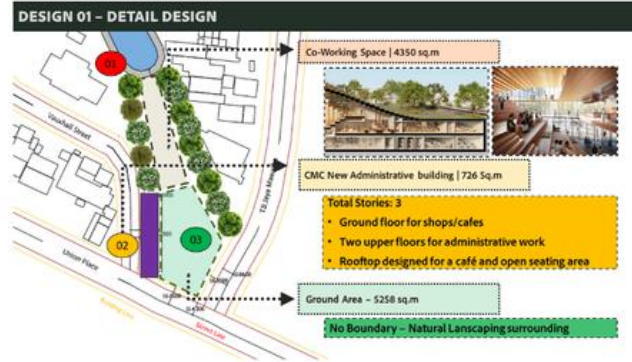 DESIGN 01 – DETAIL DESIGN
01
Co-Working Space | 4350 sq.m
Vauxhall Street
CMC New Administrative building | 726 Sq.m
Total Stories: 3
• Ground floor for shops/cafes
• Two upper floors for administrative work
• Rooftop designed for a café and open seating area
02
03
Union Place
Street Line
Ground Area – 5258 sq.m
No Boundary – Natural Lanscaping surrounding